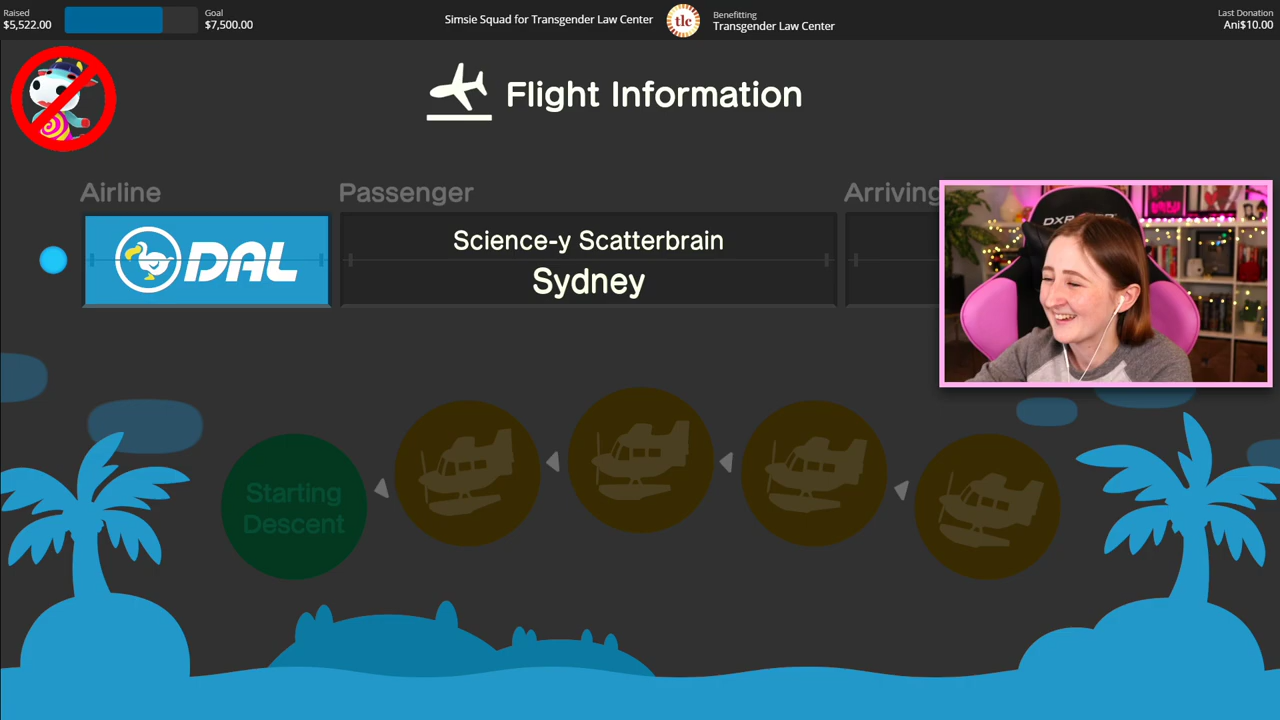 Raised
$5,522.00
Goal
$7,500.00
Simsie Squad for Transgender Law Center
tlc
Benefitting
Transgender Law Center
Last Donation
Ani$10.00
Flight Information
Airline
Passenger
Arriving
DAL
Science-y Scatterbrain
Sydney
Starting
Descent